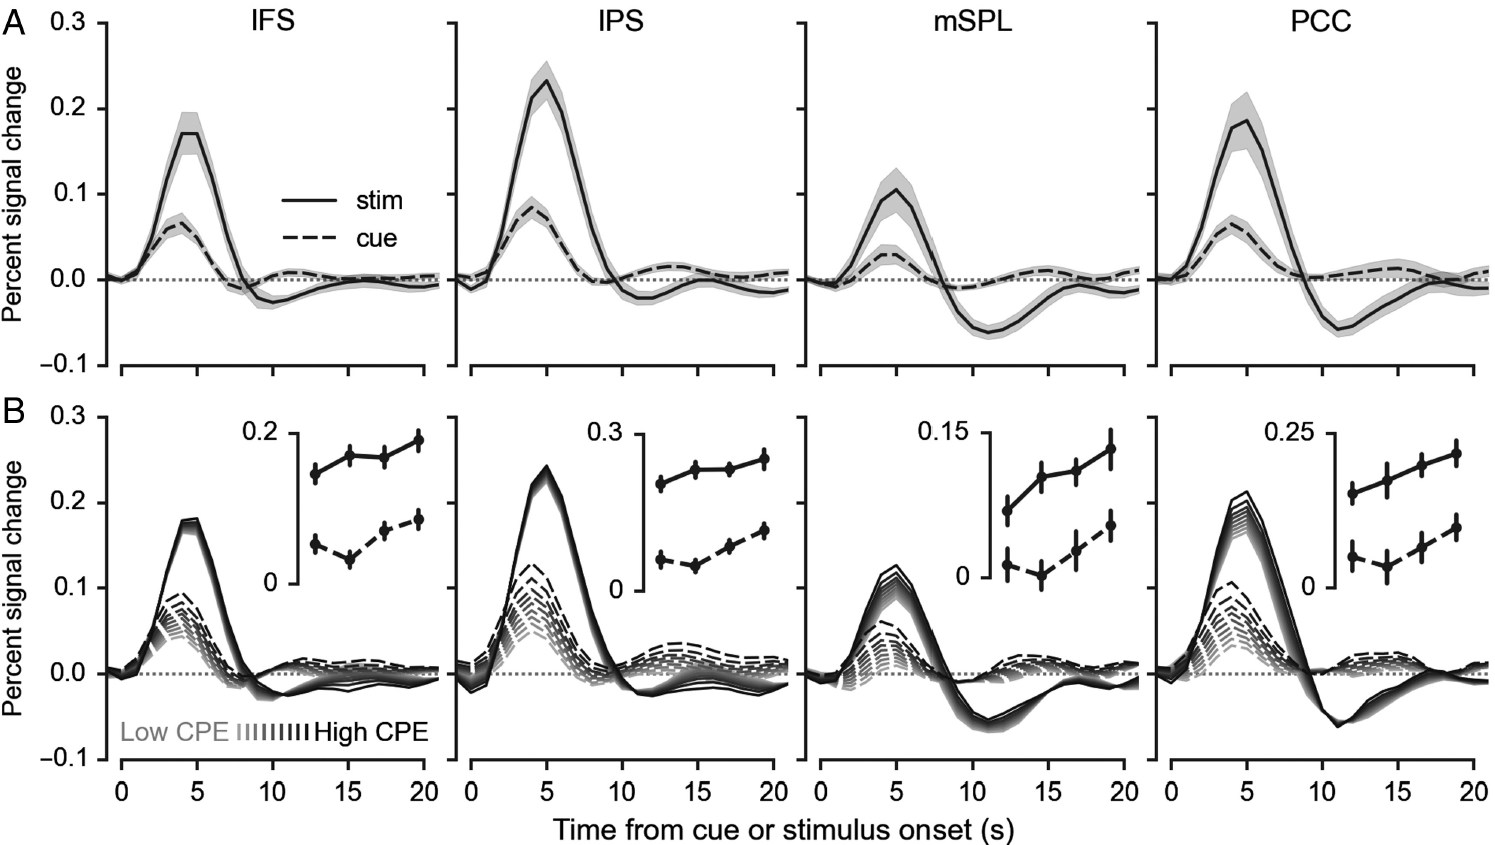 A
IFS
IPS
mSPL
PCC
Percent signal change
0.3
0.2
0.1
0.0
−0.1
stim
cue
0 5 10 15 20
0 5 10 15 20
0 5 10 15 20
0 5 10 15 20
B
Percent signal change
0.3
0.2
0.1
0.0
−0.1
0.2
0
0.3
0
0.15
0
0.25
0
Low CPE High CPE
Time from cue or stimulus onset (s)